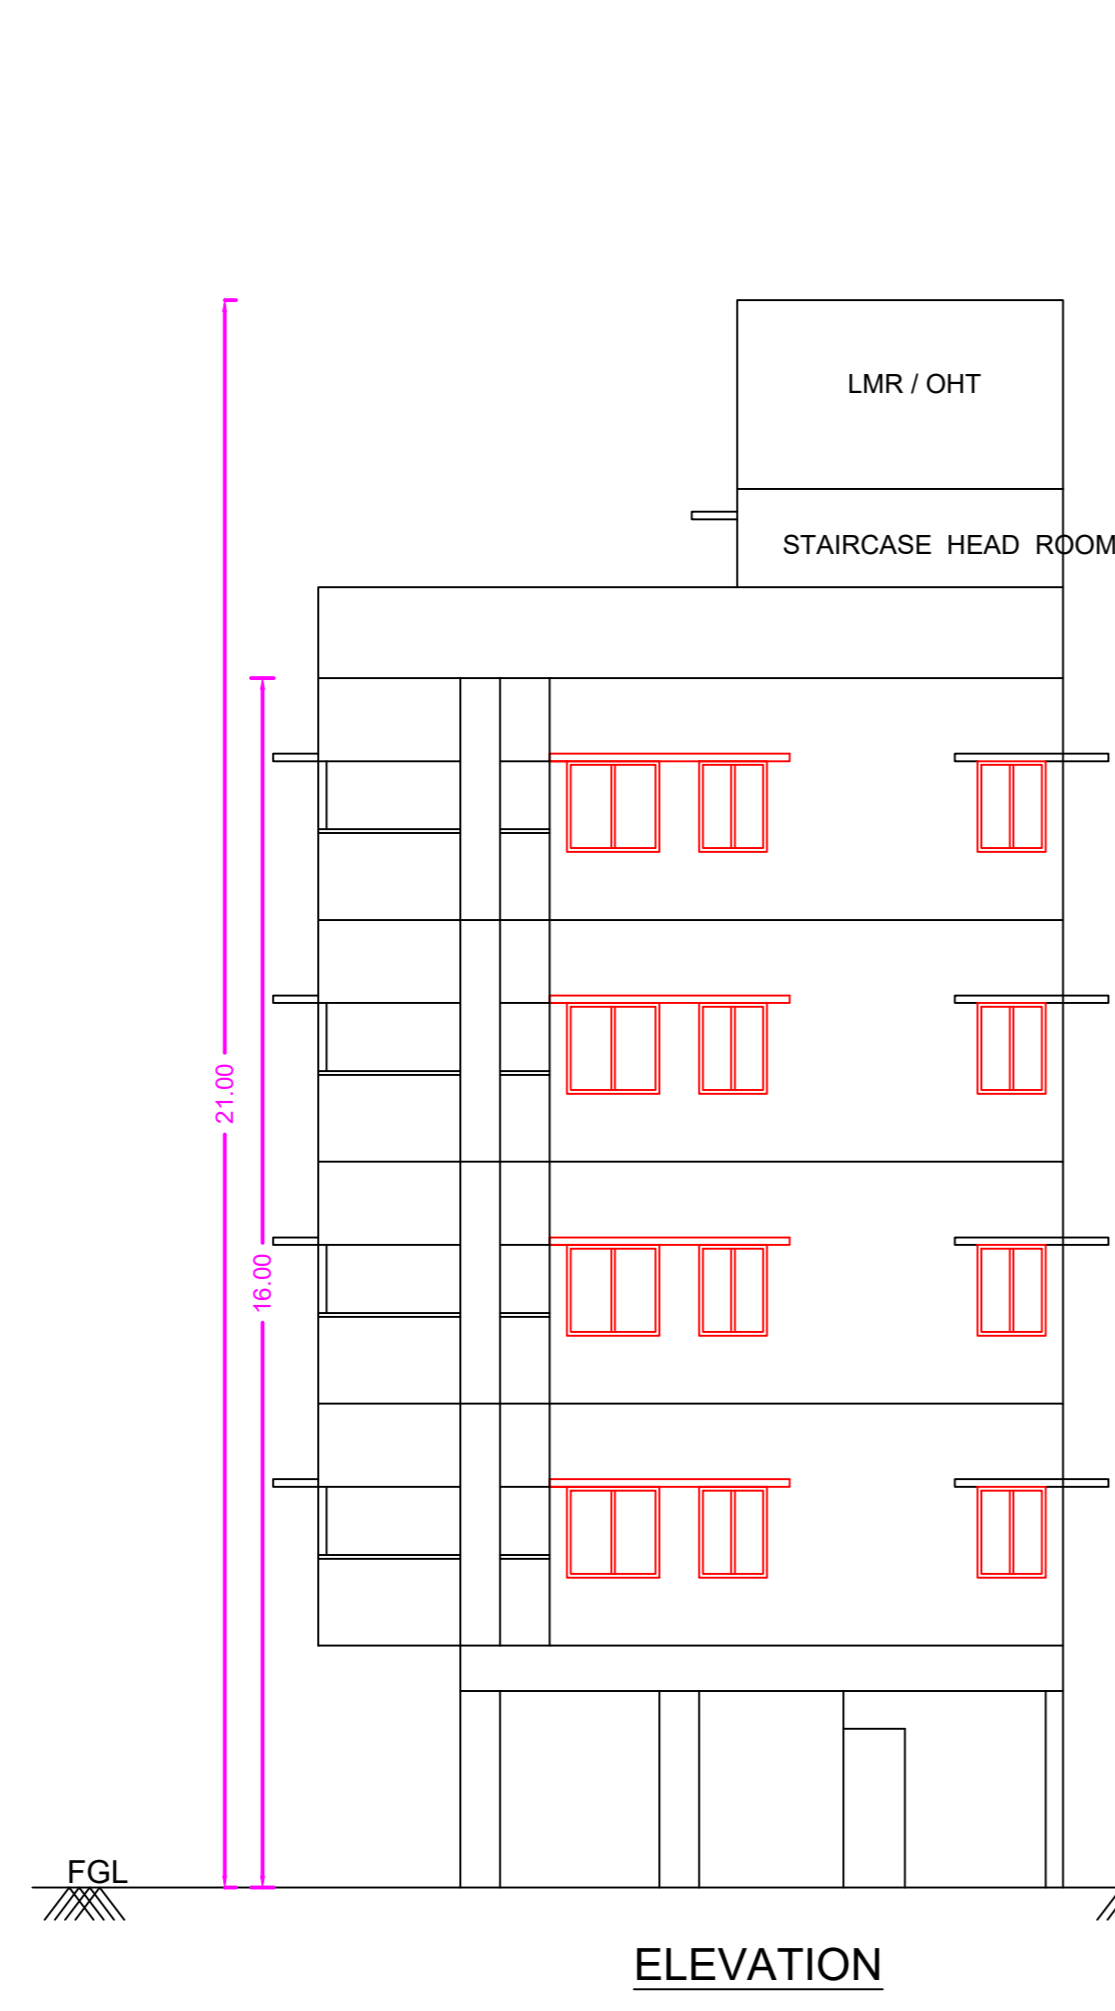 LMR / OHT
STAIRCASE HEAD ROOM
21.00
16.00
FGL
ELEVATION